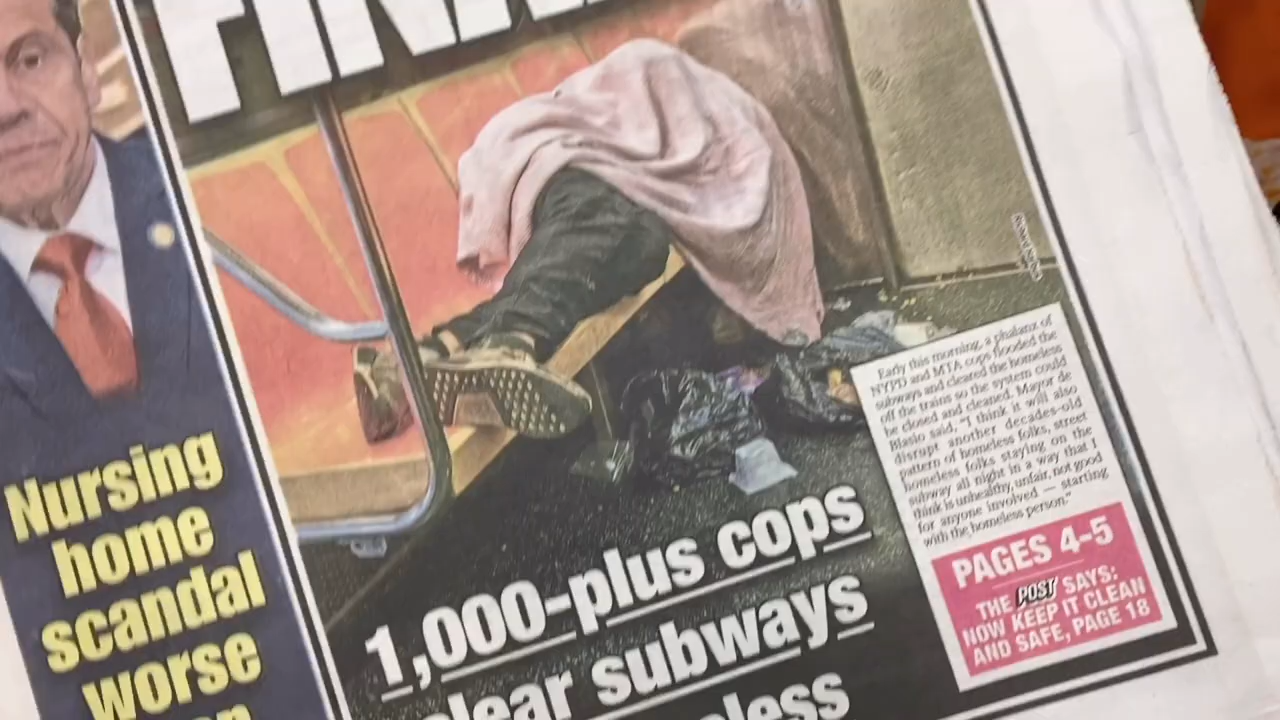 Nursing
home
scandal
worse
1,000-plus cops
clear subways
Early this morning, a phalanx of
NYPD and MTA cops flooded the
subways and cleared the homeless
off the trains so the system could
be closed and cleaned. Mayor de
Blasio said, "I think it will also
disrupt another decades-old
pattern of homeless folks, street
homeless folks staying on the
subway all night in a way that I
think is unhealthy, unfair, not good
for anyone involved — starting
with the homeless person."
PAGES 4-5
THE POST SAYS:
NOW KEEP IT CLEAN
AND SAFE, PAGE 18